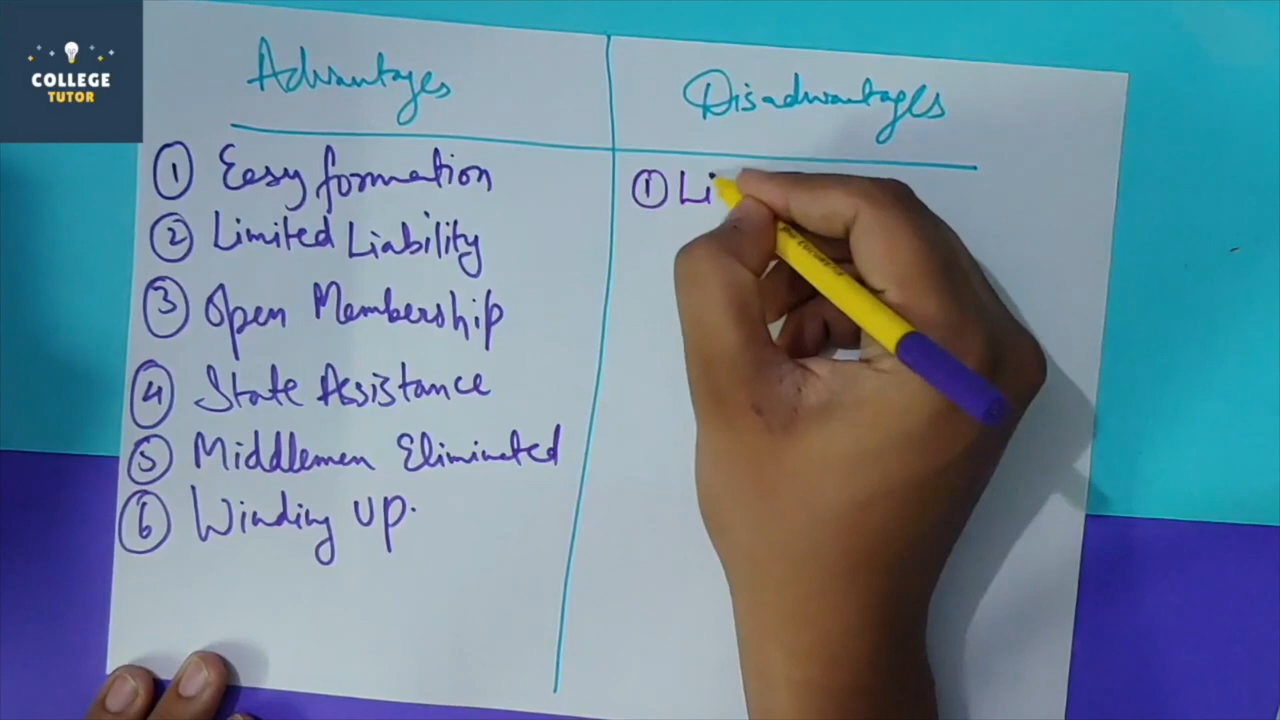 COLLEGE
TUTOR
Advantages
① Easy formation
② Limited Liability
③ Open Membership
④ State Assistance
⑤ Middlemen Eliminated
⑥ Winding up.
Disadvantages
① Li